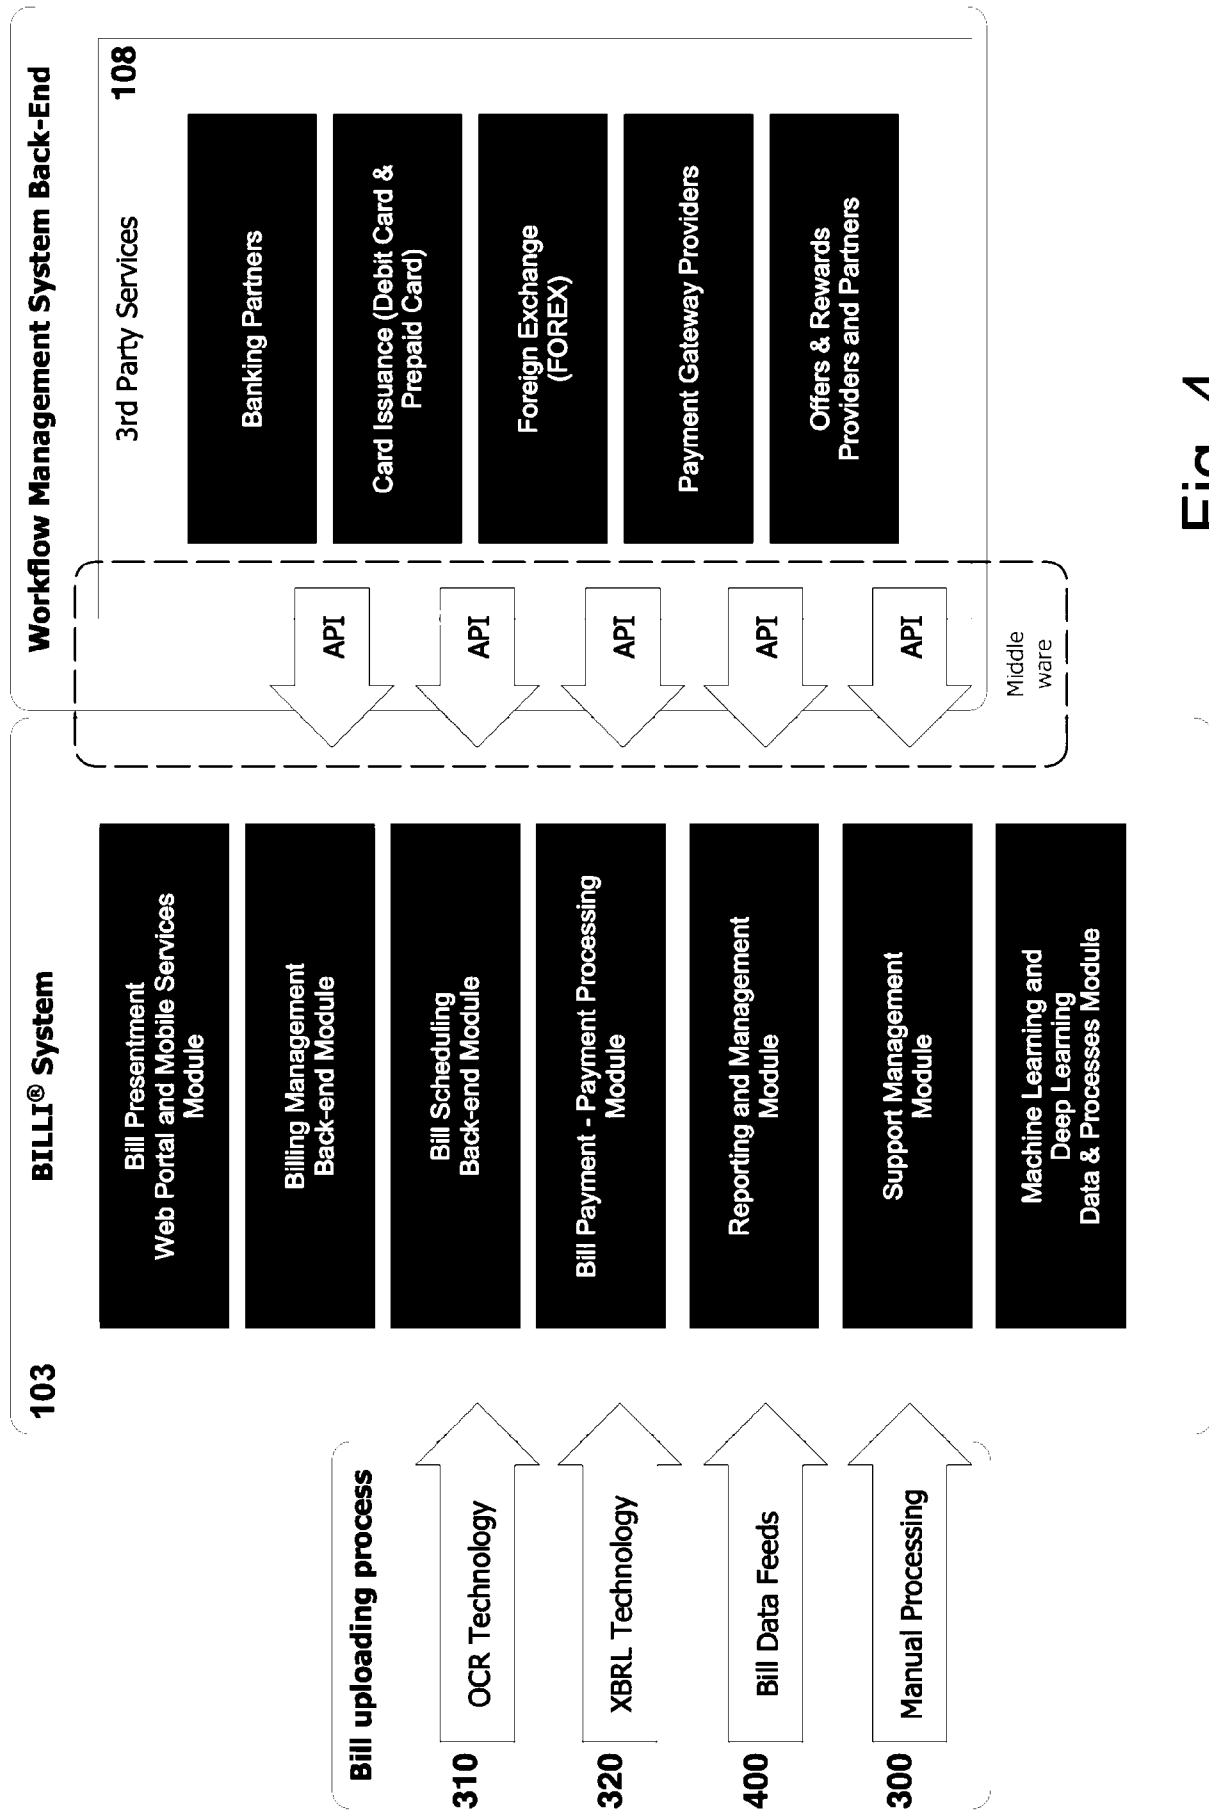 Bill uploading process
310
OCR Technology
320
XBRL Technology
400
Bill Data Feeds
300
Manual Processing
103
BILLI® System
Bill Presentment
Web Portal and Mobile Services
Module
Billing Management
Back-end Module
Bill Scheduling
Back-end Module
Bill Payment - Payment Processing
Module
Reporting and Management
Module
Support Management
Module
Machine Learning and
Deep Learning
Data & Processes Module
Workflow Management System Back-End
API
API
API
API
API
Middle
ware
3rd Party Services
108
Banking Partners
Card Issuance (Debit Card &
Prepaid Card)
Foreign Exchange
(FOREX)
Payment Gateway Providers
Offers & Rewards
Providers and Partners
Fig. 4